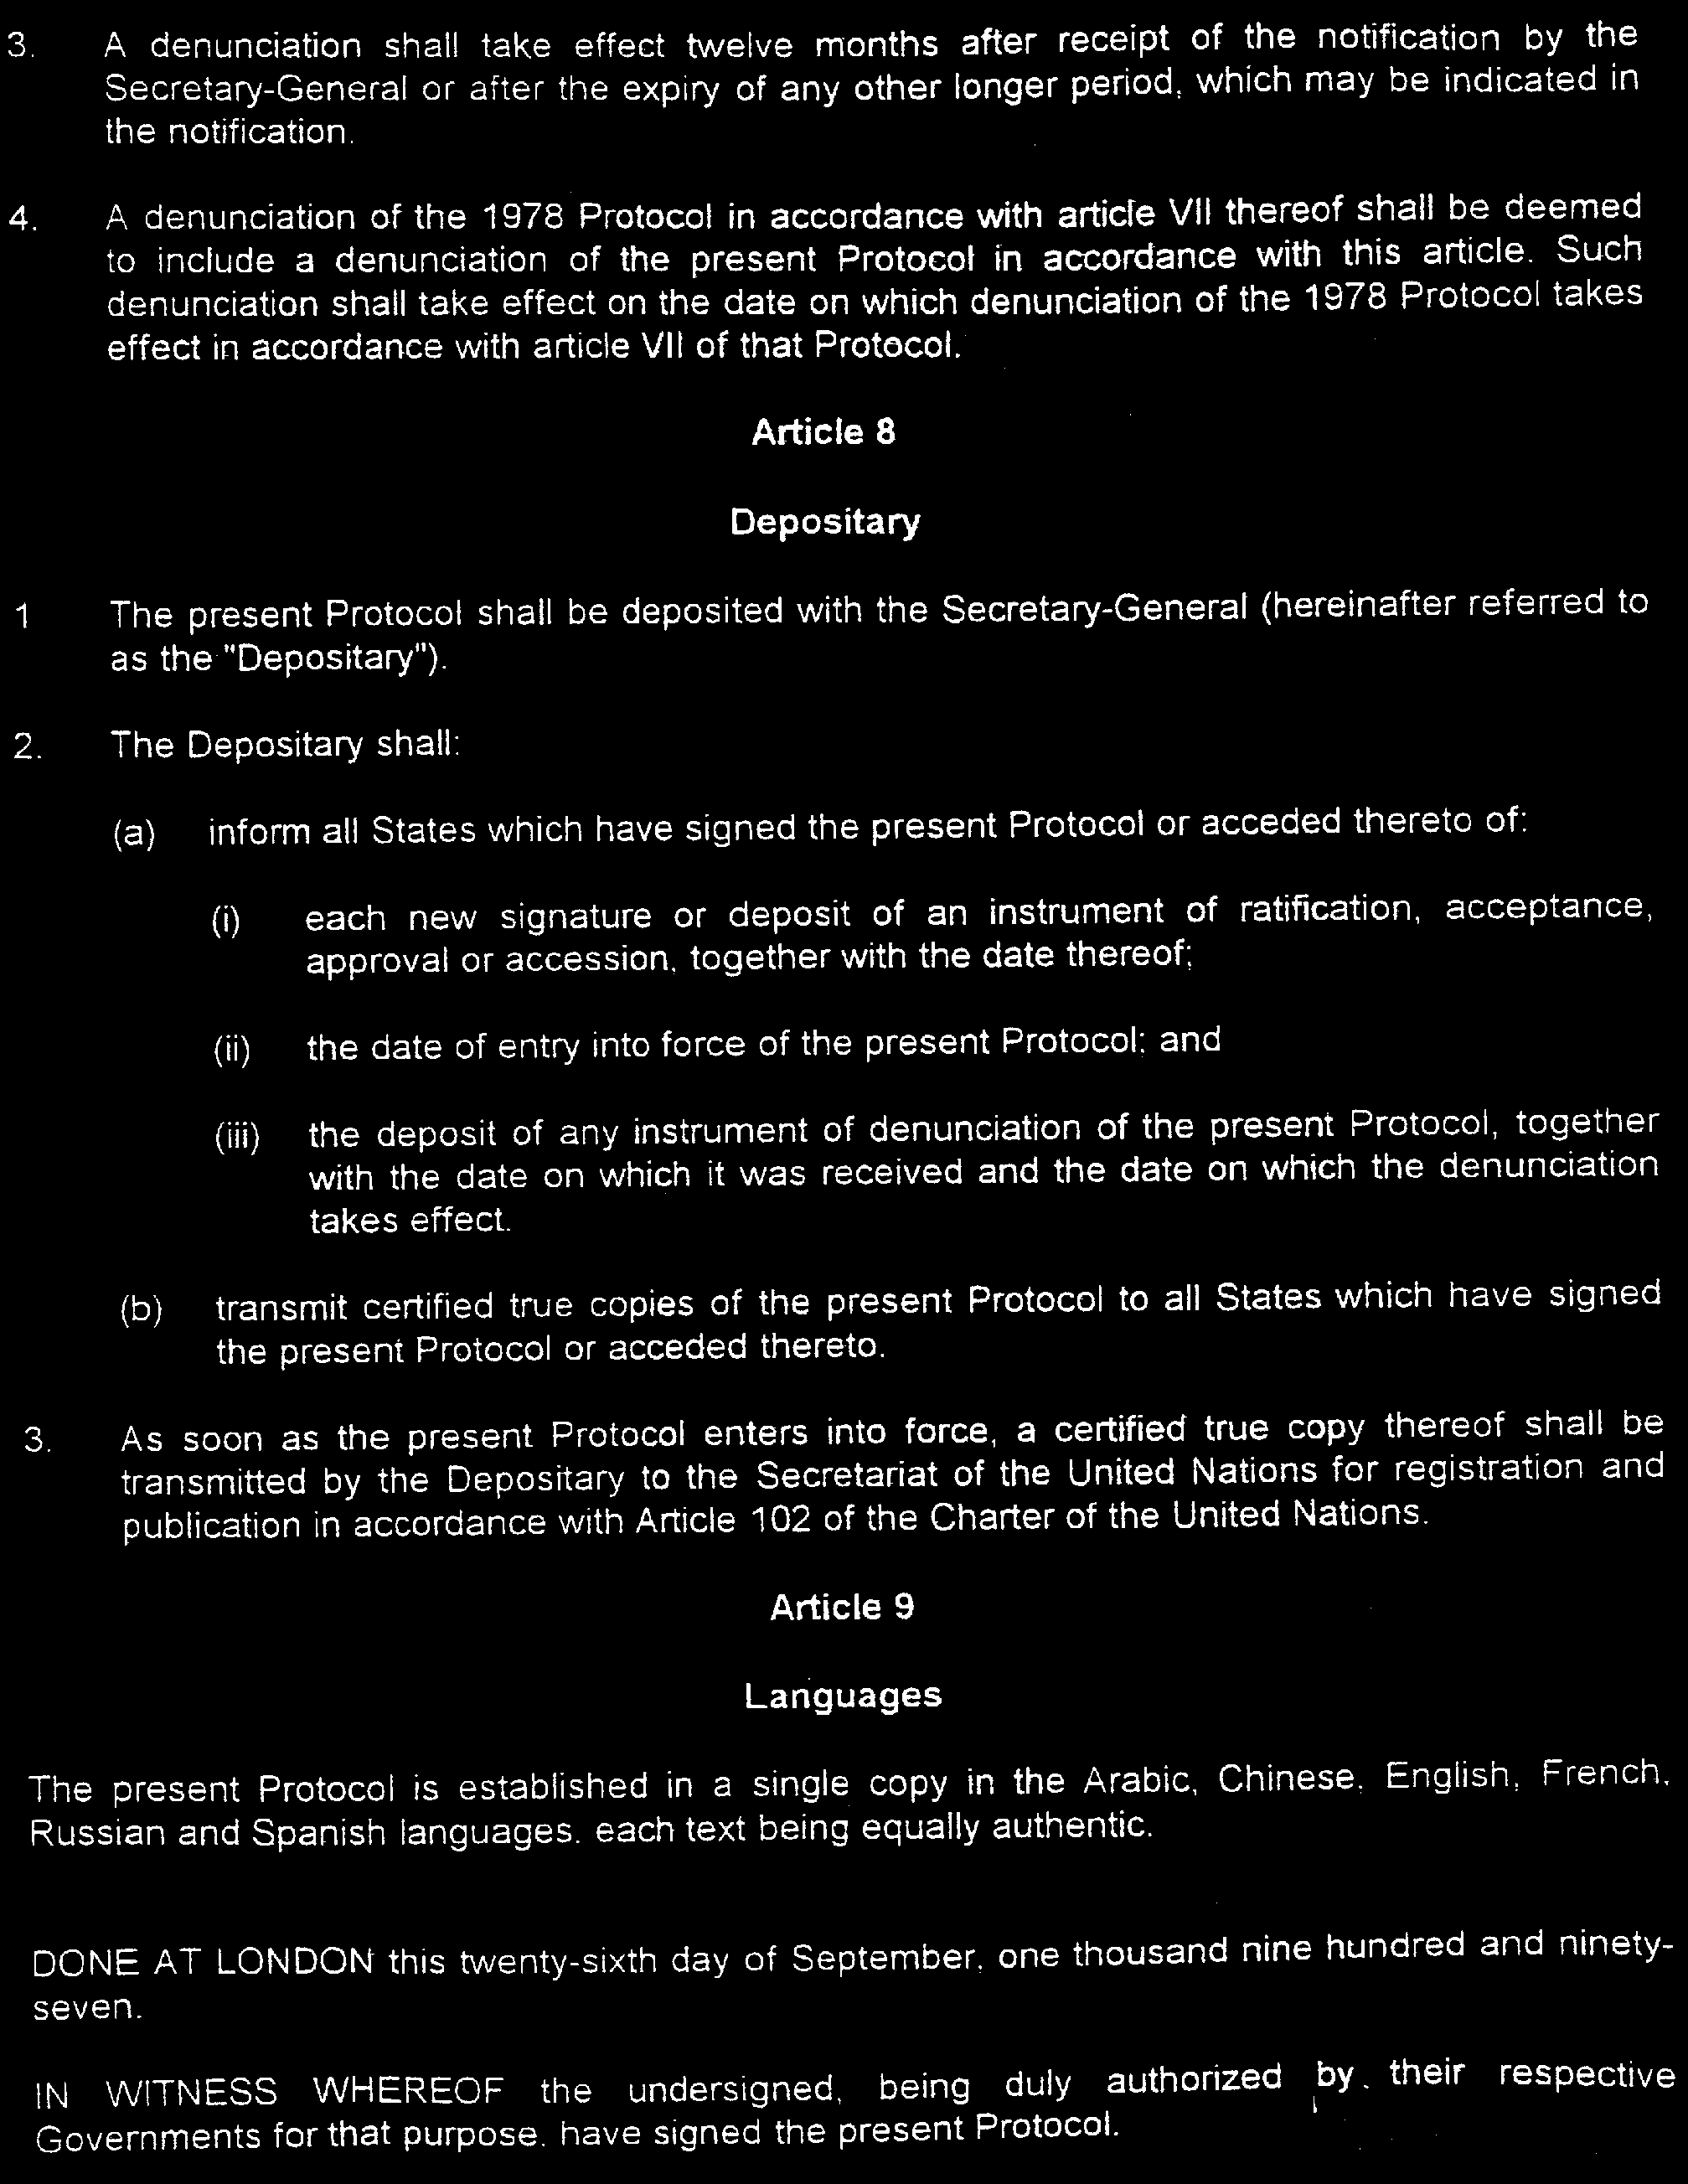 3. A denunciation shall take effect twelve months after receipt of the notification by the
Secretary-General or after the expiry of any other longer period, which may be indicated in
the notification.
4. A denunciation of the 1978 Protocol in accordance with article VII thereof shall be deemed
to include a denunciation of the present Protocol in accordance with this article. Such
denunciation shall take effect on the date on which denunciation of the 1978 Protocol takes
effect in accordance with article VII of that Protocol.
Article 8
Depositary
1 The present Protocol shall be deposited with the Secretary-General (hereinafter referred to
as the "Depositary").
2. The Depositary shall:
(a) inform all States which have signed the present Protocol or acceded thereto of:
(i) each new signature or deposit of an instrument of ratification, acceptance,
approval or accession, together with the date thereof;
(ii) the date of entry into force of the present Protocol; and
(iii) the deposit of any instrument of denunciation of the present Protocol, together
with the date on which it was received and the date on which the denunciation
takes effect.
(b) transmit certified true copies of the present Protocol to all States which have signed
the present Protocol or acceded thereto.
3. As soon as the present Protocol enters into force, a certified true copy thereof shall be
transmitted by the Depositary to the Secretariat of the United Nations for registration and
publication in accordance with Article 102 of the Charter of the United Nations.
Article 9
Languages
The present Protocol is established in a single copy in the Arabic, Chinese, English, French,
Russian and Spanish languages, each text being equally authentic.
DONE AT LONDON this twenty-sixth day of September, one thousand nine hundred and ninety-
seven.
IN WITNESS WHEREOF the undersigned, being duly authorized by. their respective
Governments for that purpose, have signed the present Protocol.